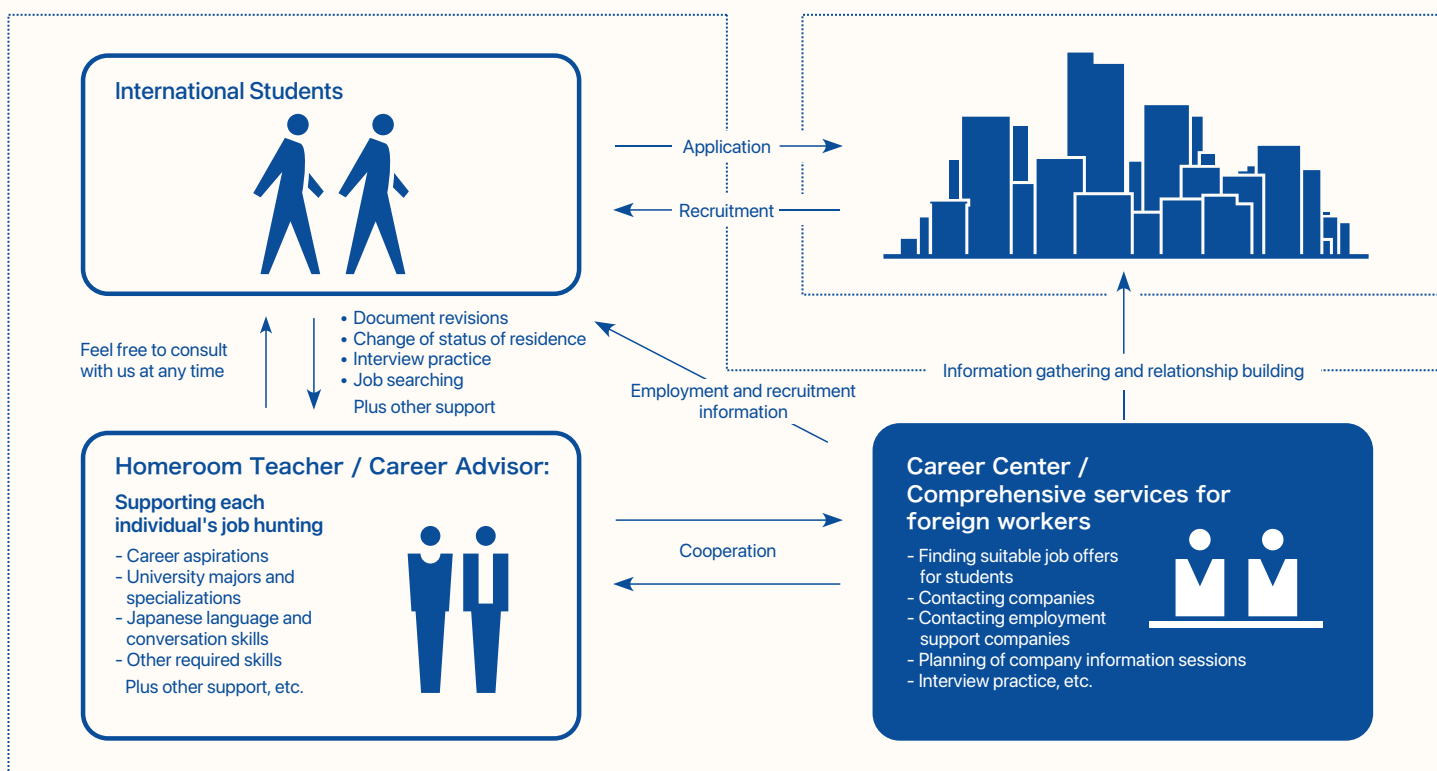 International Students
Application
Recruitment
Feel free to consult
with us at any time
• Document revisions
• Change of status of residence
• Interview practice
• Job searching
Plus other support
Employment and recruitment
information
Information gathering and relationship building
Homeroom Teacher / Career Advisor:
Supporting each
individual's job hunting
- Career aspirations
- University majors and
specializations
- Japanese language and
conversation skills
- Other required skills
Plus other support, etc.
Cooperation
Career Center /
Comprehensive services for
foreign workers
- Finding suitable job offers
for students
- Contacting companies
- Contacting employment
support companies
- Planning of company information sessions
- Interview practice, etc.